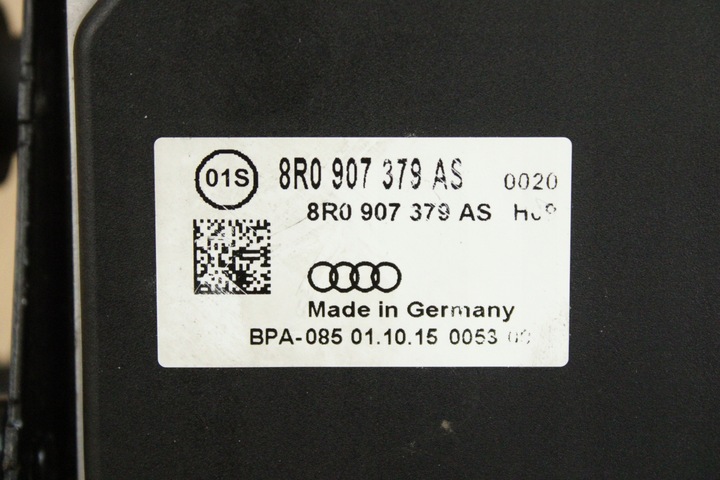 01S
8R0 907 379 AS 0020
8R0 907 379 AS
Made in Germany
BPA-085 01.10.15 0053